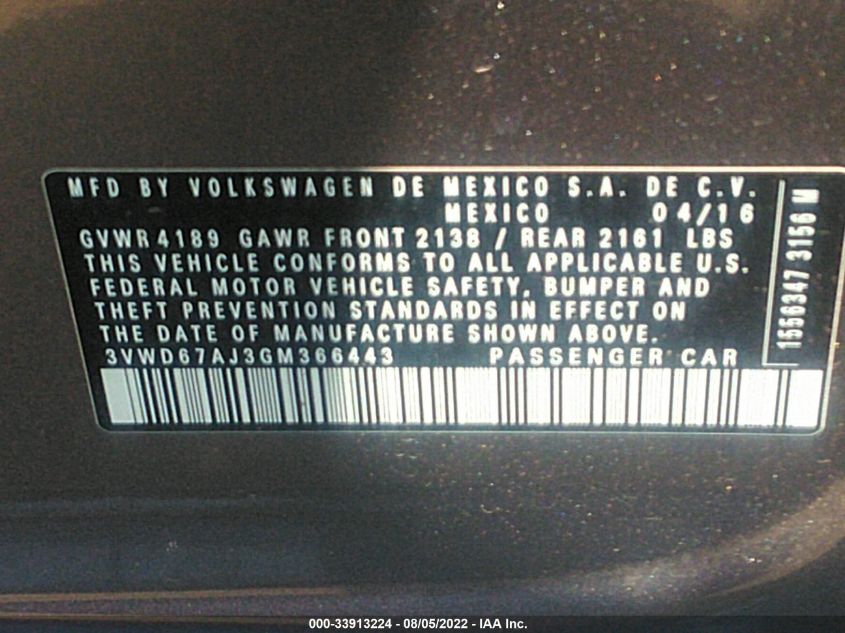 MFD BY VOLKSWAGEN DE MEXICO S.A. DE C.V.
MEXICO 04/16
GVWR 4189 GAWR FRONT 2138 / REAR 2161 LBS
THIS VEHICLE CONFORMS TO ALL APPLICABLE U.S.
FEDERAL MOTOR VEHICLE SAFETY, BUMPER AND
THEFT PREVENTION STANDARDS IN EFFECT ON
THE DATE OF MANUFACTURE SHOWN ABOVE.
3VWD67AJ3GM366443 PASSENGER CAR
1556347 3156 M
000-33913224 - 08/05/2022 - IAA Inc.